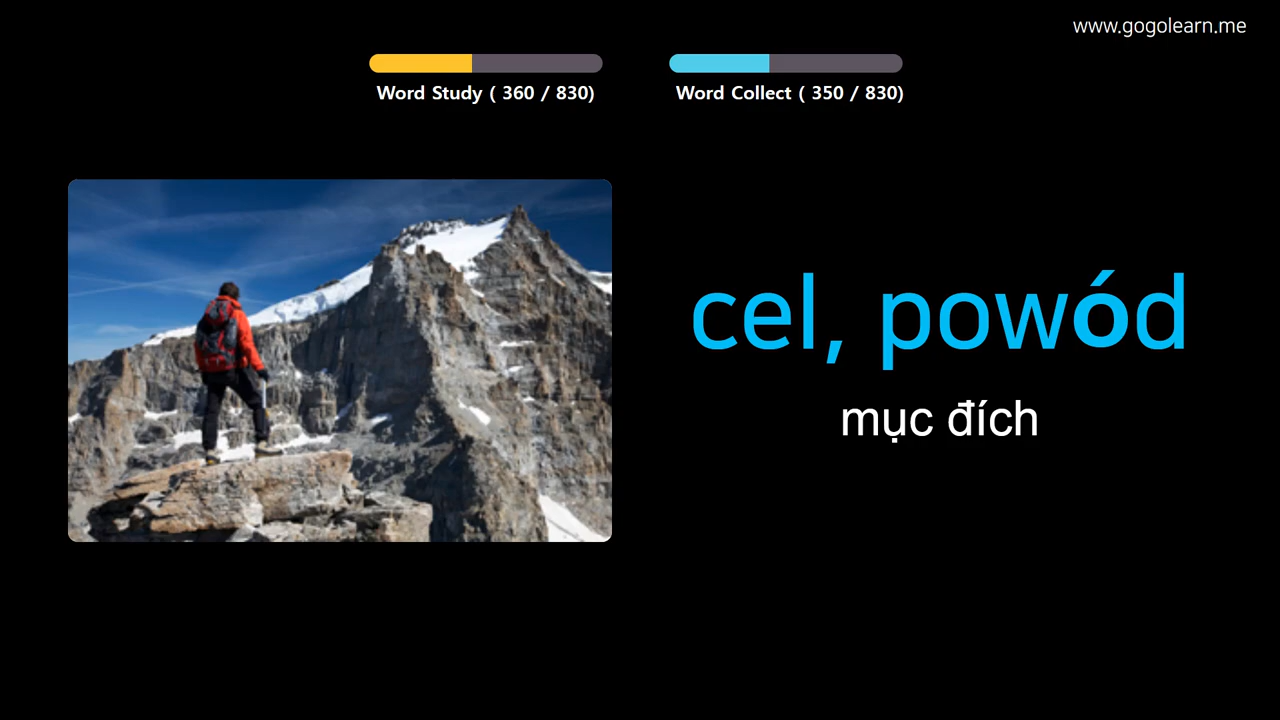 www.gogolearn.me
Word Study ( 360 / 830)
Word Collect ( 350 / 830)
cel, powód
mục đích